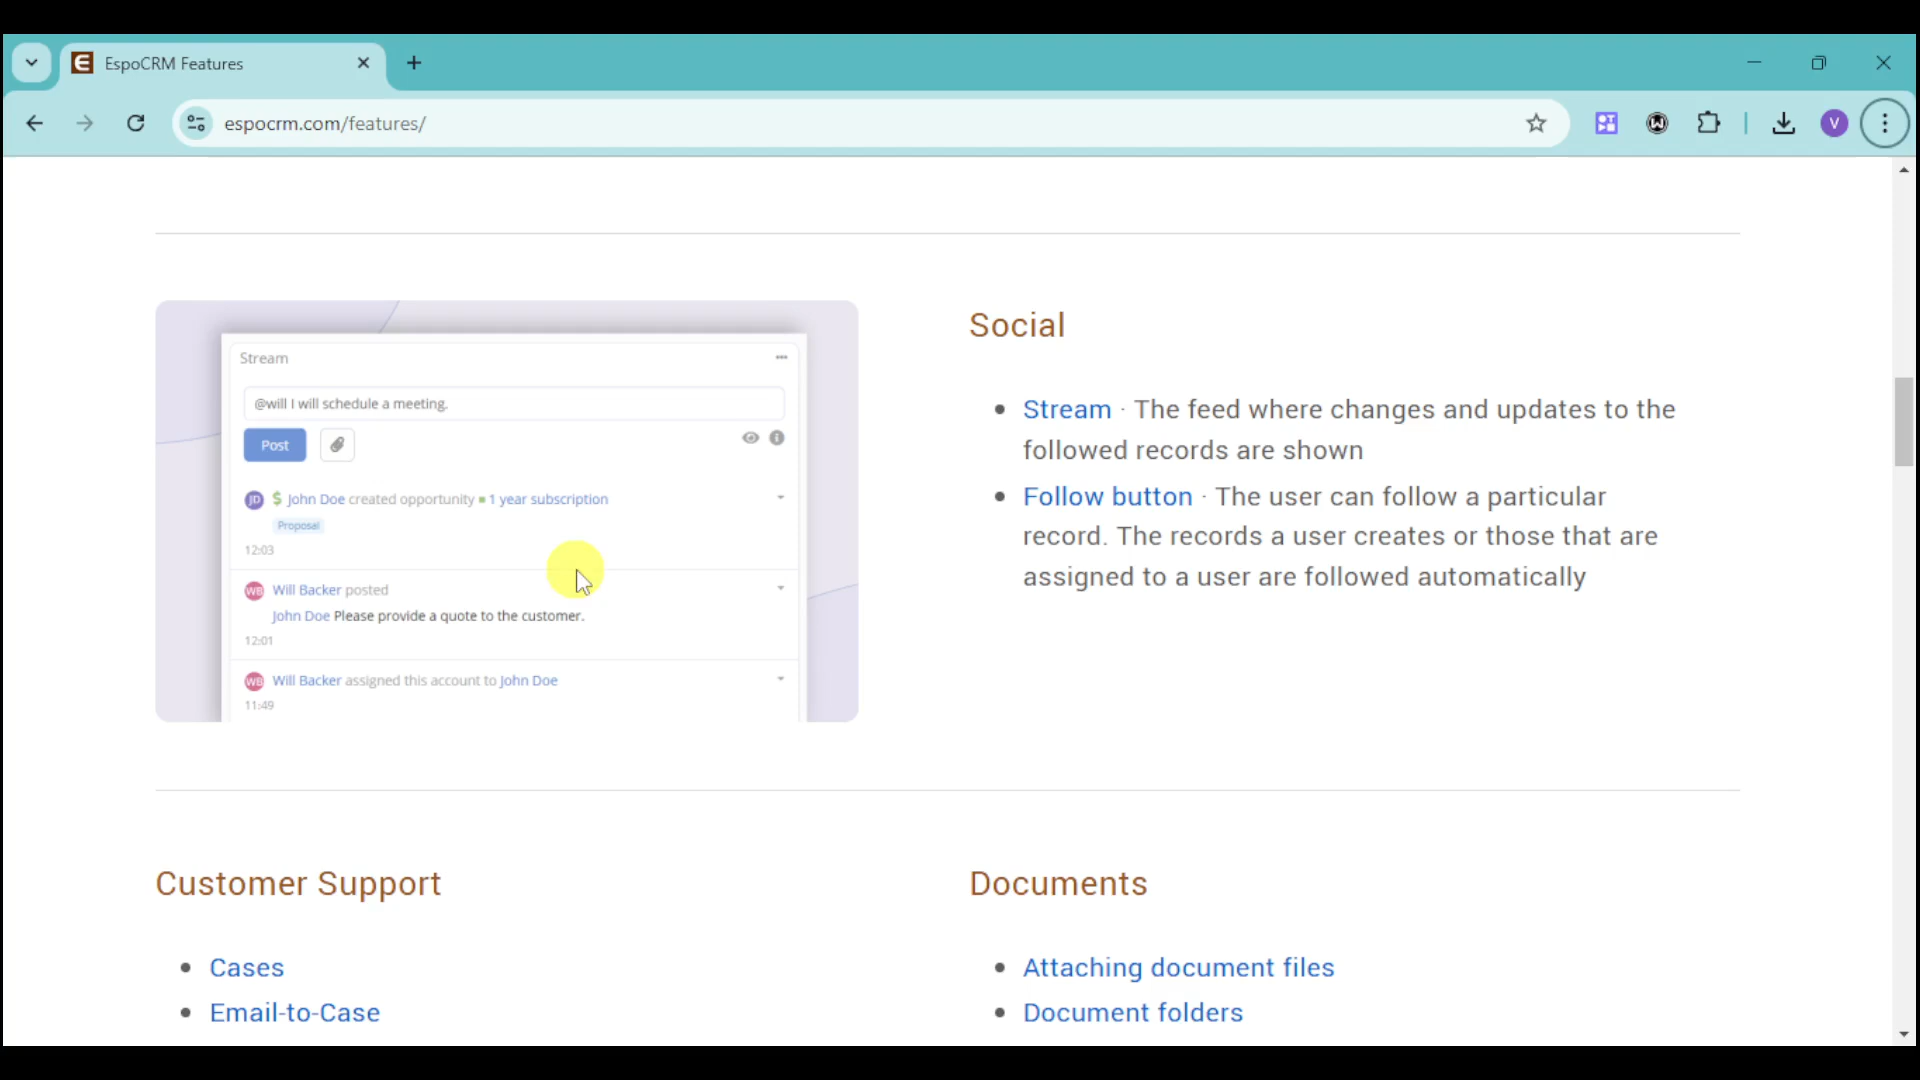 EspoCRM Features
espocrm.com/features/
V
Stream
@will I will schedule a meeting.
Post
JD $ John Doe created opportunity 1 year subscription
Proposal
12:03
WB Will Backer posted
John Doe Please provide a quote to the customer.
12:01
WB Will Backer assigned this account to John Doe
11:49
Social
Stream · The feed where changes and updates to the
followed records are shown
Follow button · The user can follow a particular
record. The records a user creates or those that are
assigned to a user are followed automatically
Customer Support
Cases
Email-to-Case
Documents
Attaching document files
Document folders